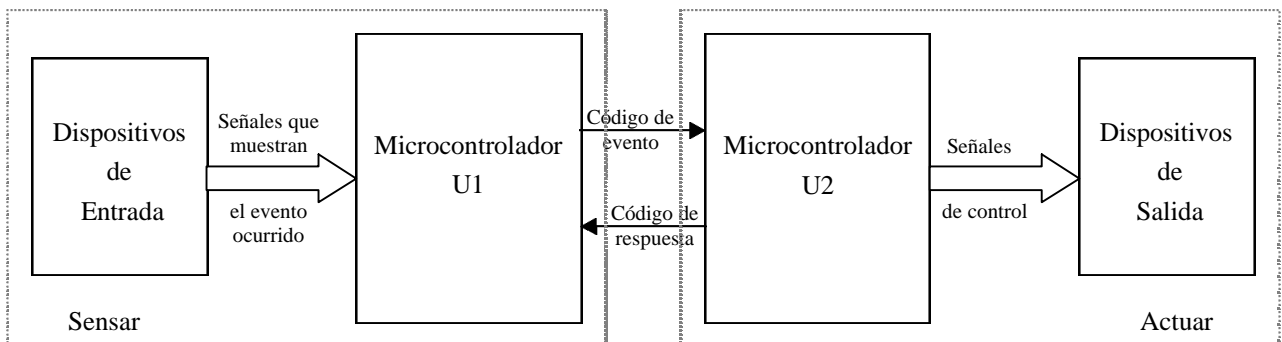 Dispositivos
de
Entrada
Señales que
muestran
el evento
ocurrido
Microcontrolador
U1
Código de
evento
Código de
respuesta
Microcontrolador
U2
Señales
de control
Dispositivos
de
Salida
Sensar
Actuar